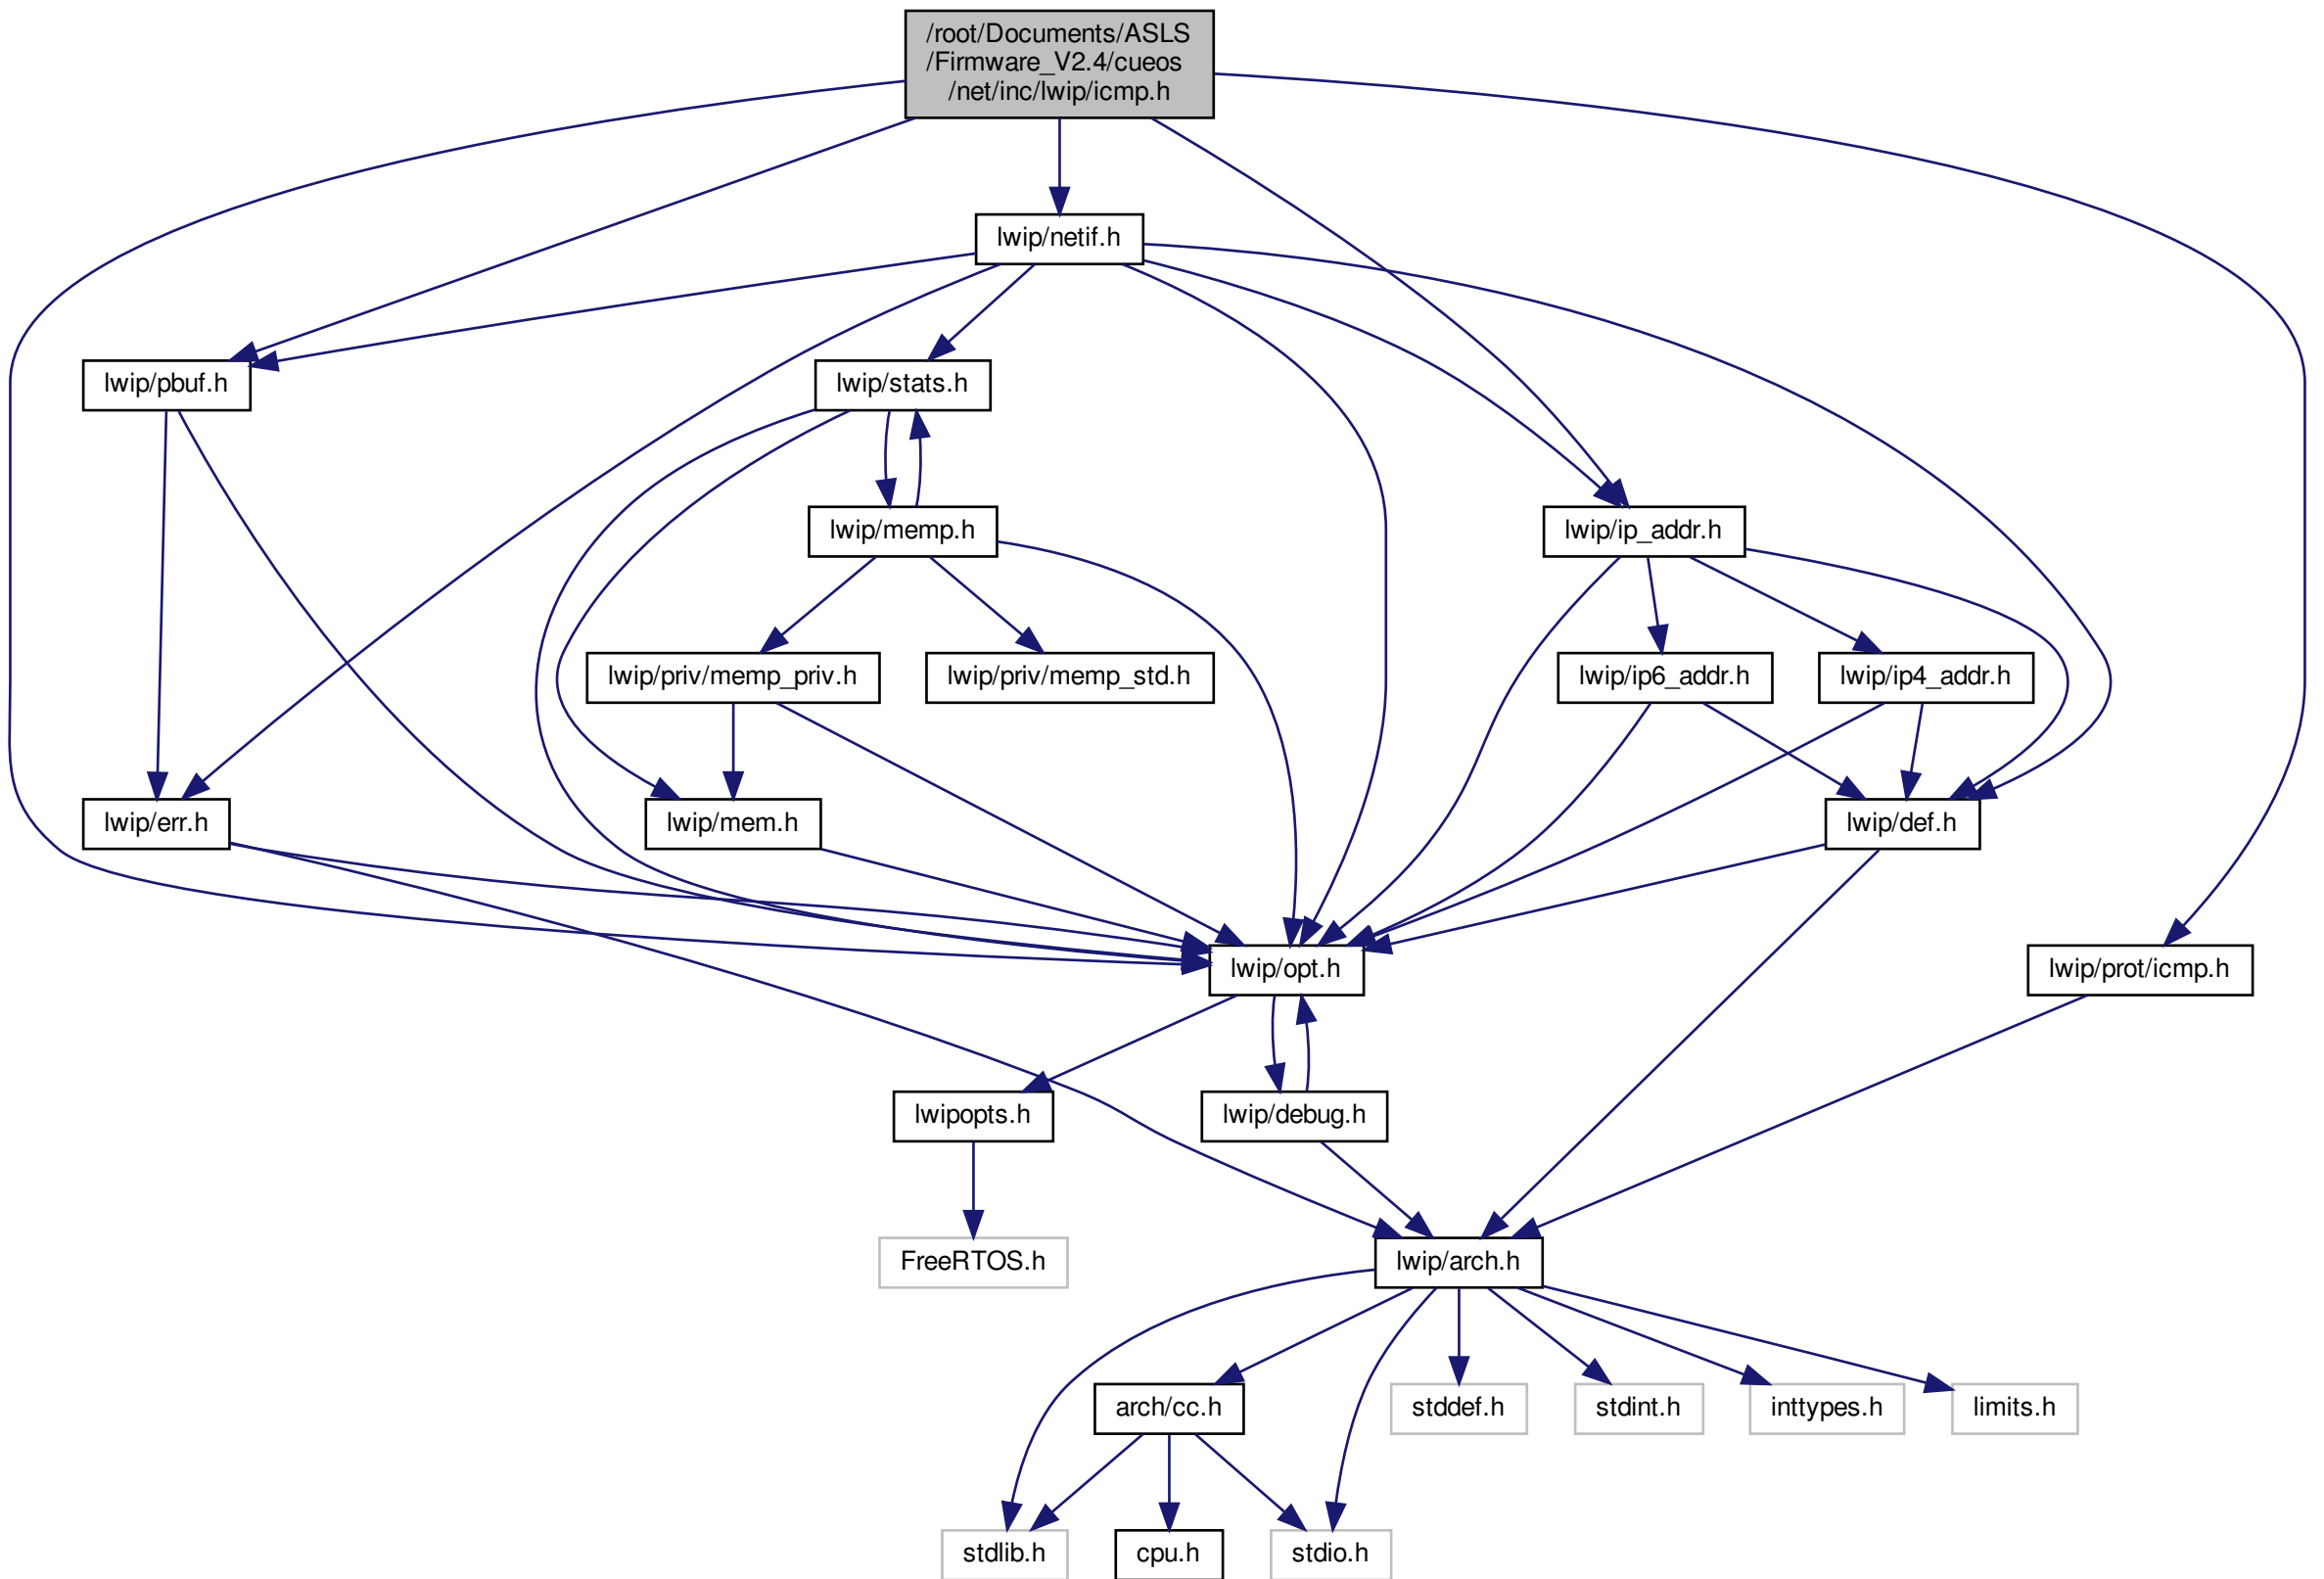 /root/Documents/ASLS
/Firmware_V2.4/cueos
/net/inc/lwip/icmp.h
lwip/netif.h
lwip/pbuf.h
lwip/stats.h
lwip/memp.h
lwip/ip_addr.h
lwip/priv/memp_priv.h
lwip/priv/memp_std.h
lwip/ip6_addr.h
lwip/ip4_addr.h
lwip/err.h
lwip/mem.h
lwip/def.h
lwip/opt.h
lwip/prot/icmp.h
lwipopts.h
lwip/debug.h
FreeRTOS.h
lwip/arch.h
arch/cc.h
stddef.h
stdint.h
inttypes.h
limits.h
stdlib.h
cpu.h
stdio.h